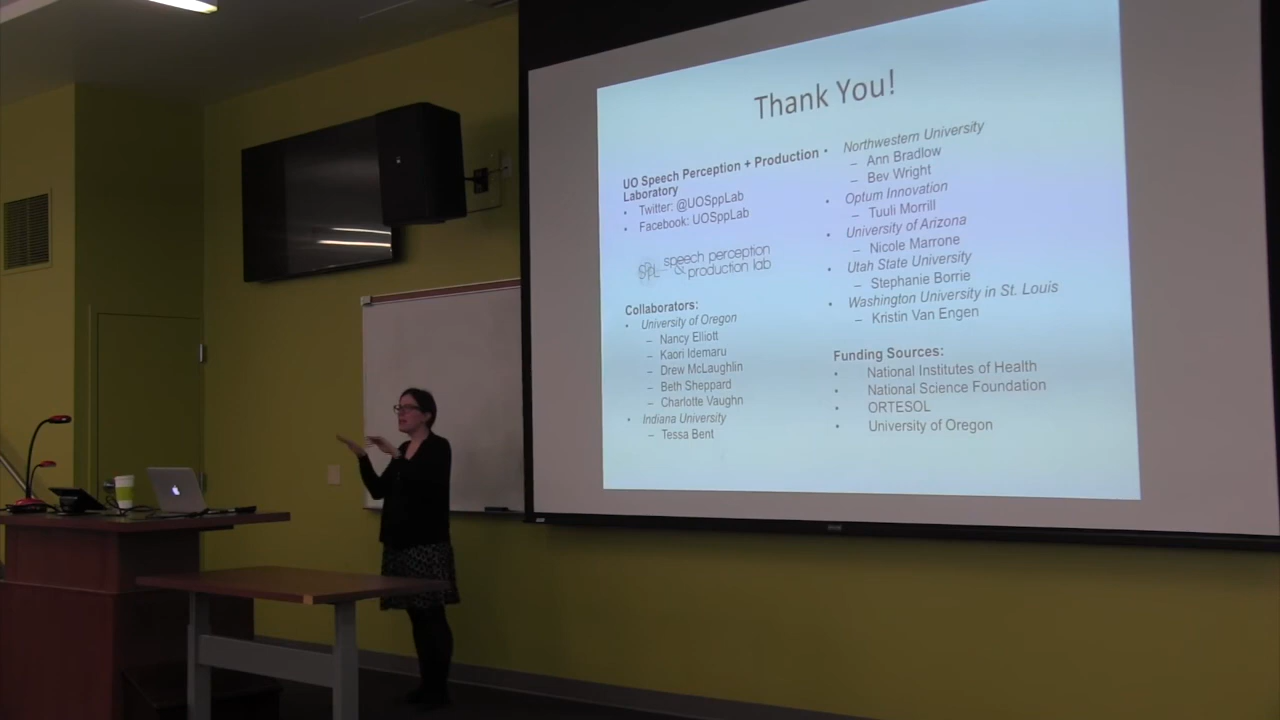 Thank You!
UO Speech Perception + Production
Laboratory
• Twitter: @UOSppLab
• Facebook: UOSppLab
SPL speech perception
& production lab
Collaborators:
• University of Oregon
– Nancy Elliott
– Kaori Idemaru
– Drew McLaughlin
– Beth Sheppard
– Charlotte Vaughn
• Indiana University
– Tessa Bent
• Northwestern University
– Ann Bradlow
– Bev Wright
• Optum Innovation
– Tuuli Morrill
• University of Arizona
– Nicole Marrone
• Utah State University
– Stephanie Borrie
• Washington University in St. Louis
– Kristin Van Engen
Funding Sources:
• National Institutes of Health
• National Science Foundation
• ORTESOL
• University of Oregon